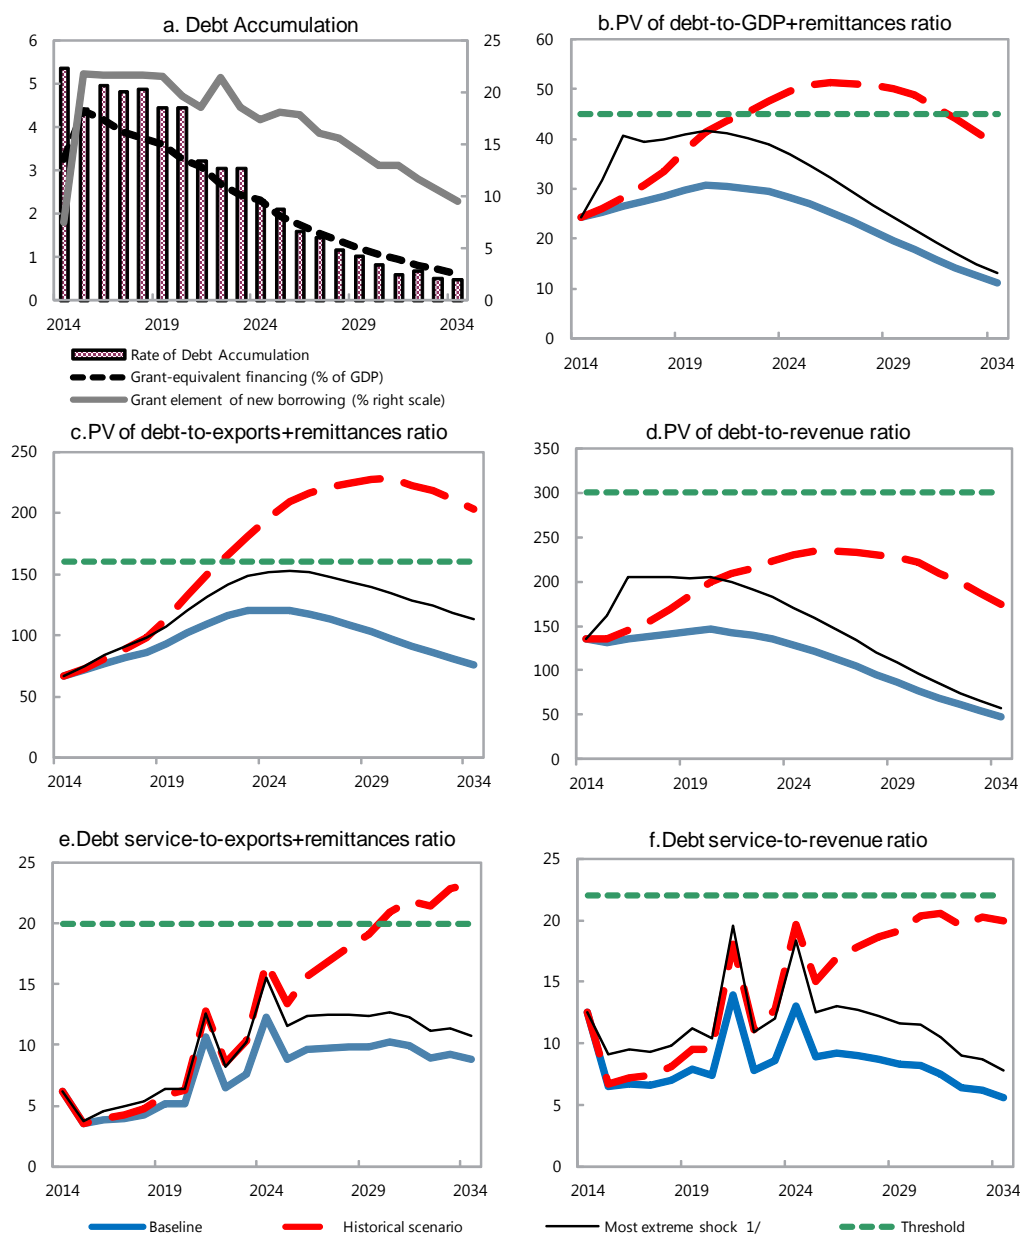 a. Debt Accumulation
6
5
4
3
2
1
0
25
20
15
10
5
0
2014 2019 2024 2029 2034
Rate of Debt Accumulation
Grant-equivalent financing (% of GDP)
Grant element of new borrowing (% right scale)
b.PV of debt-to-GDP+remittances ratio
60
50
40
30
20
10
0
2014 2019 2024 2029 2034
c.PV of debt-to-exports+remittances ratio
250
200
150
100
50
0
2014 2019 2024 2029 2034
d.PV of debt-to-revenue ratio
350
300
250
200
150
100
50
0
2014 2019 2024 2029 2034
e.Debt service-to-exports+remittances ratio
25
20
15
10
5
0
2014 2019 2024 2029 2034
f.Debt service-to-revenue ratio
25
20
15
10
5
0
2014 2019 2024 2029 2034
Baseline Historical scenario Most extreme shock 1/ Threshold